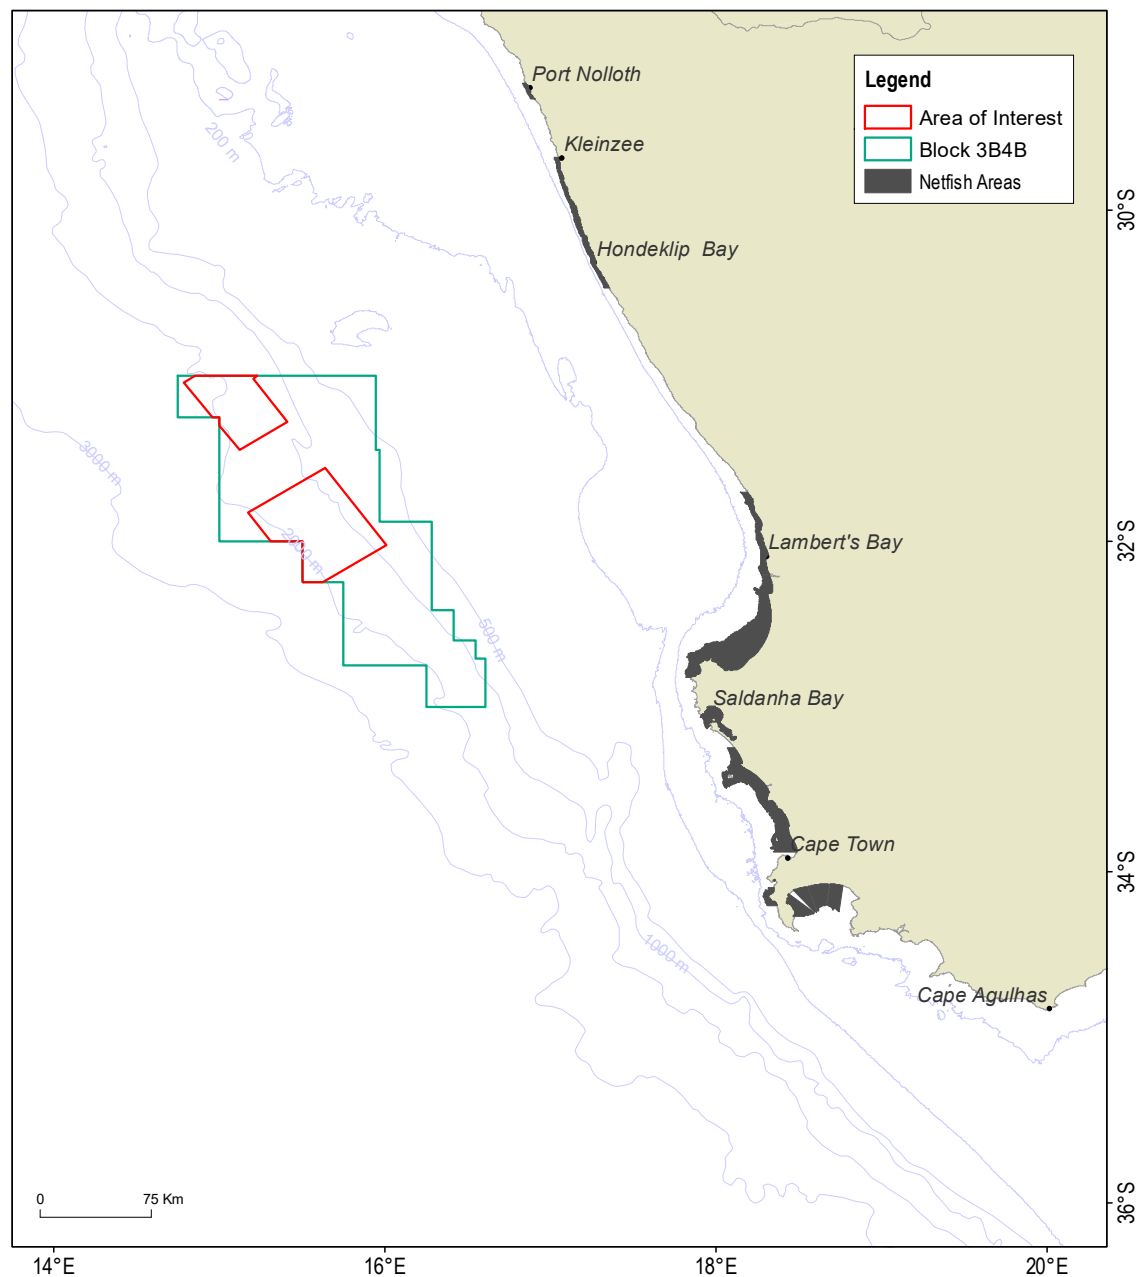 Port Nolloth
Kleinzee
Hondeklip  Bay
Lambert's Bay
Saldanha Bay
Cape Town
Cape Agulhas
Legend
Area of Interest
Block 3B4B
Netfish Areas
200 m
3000 m
2000 m
500 m
1000 m
0
75 Km
30°S
32°S
34°S
36°S
14°E
16°E
18°E
20°E